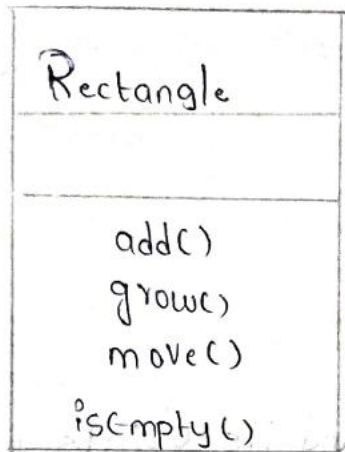 Rectangle
add()
grow()
move()
isEmpty()